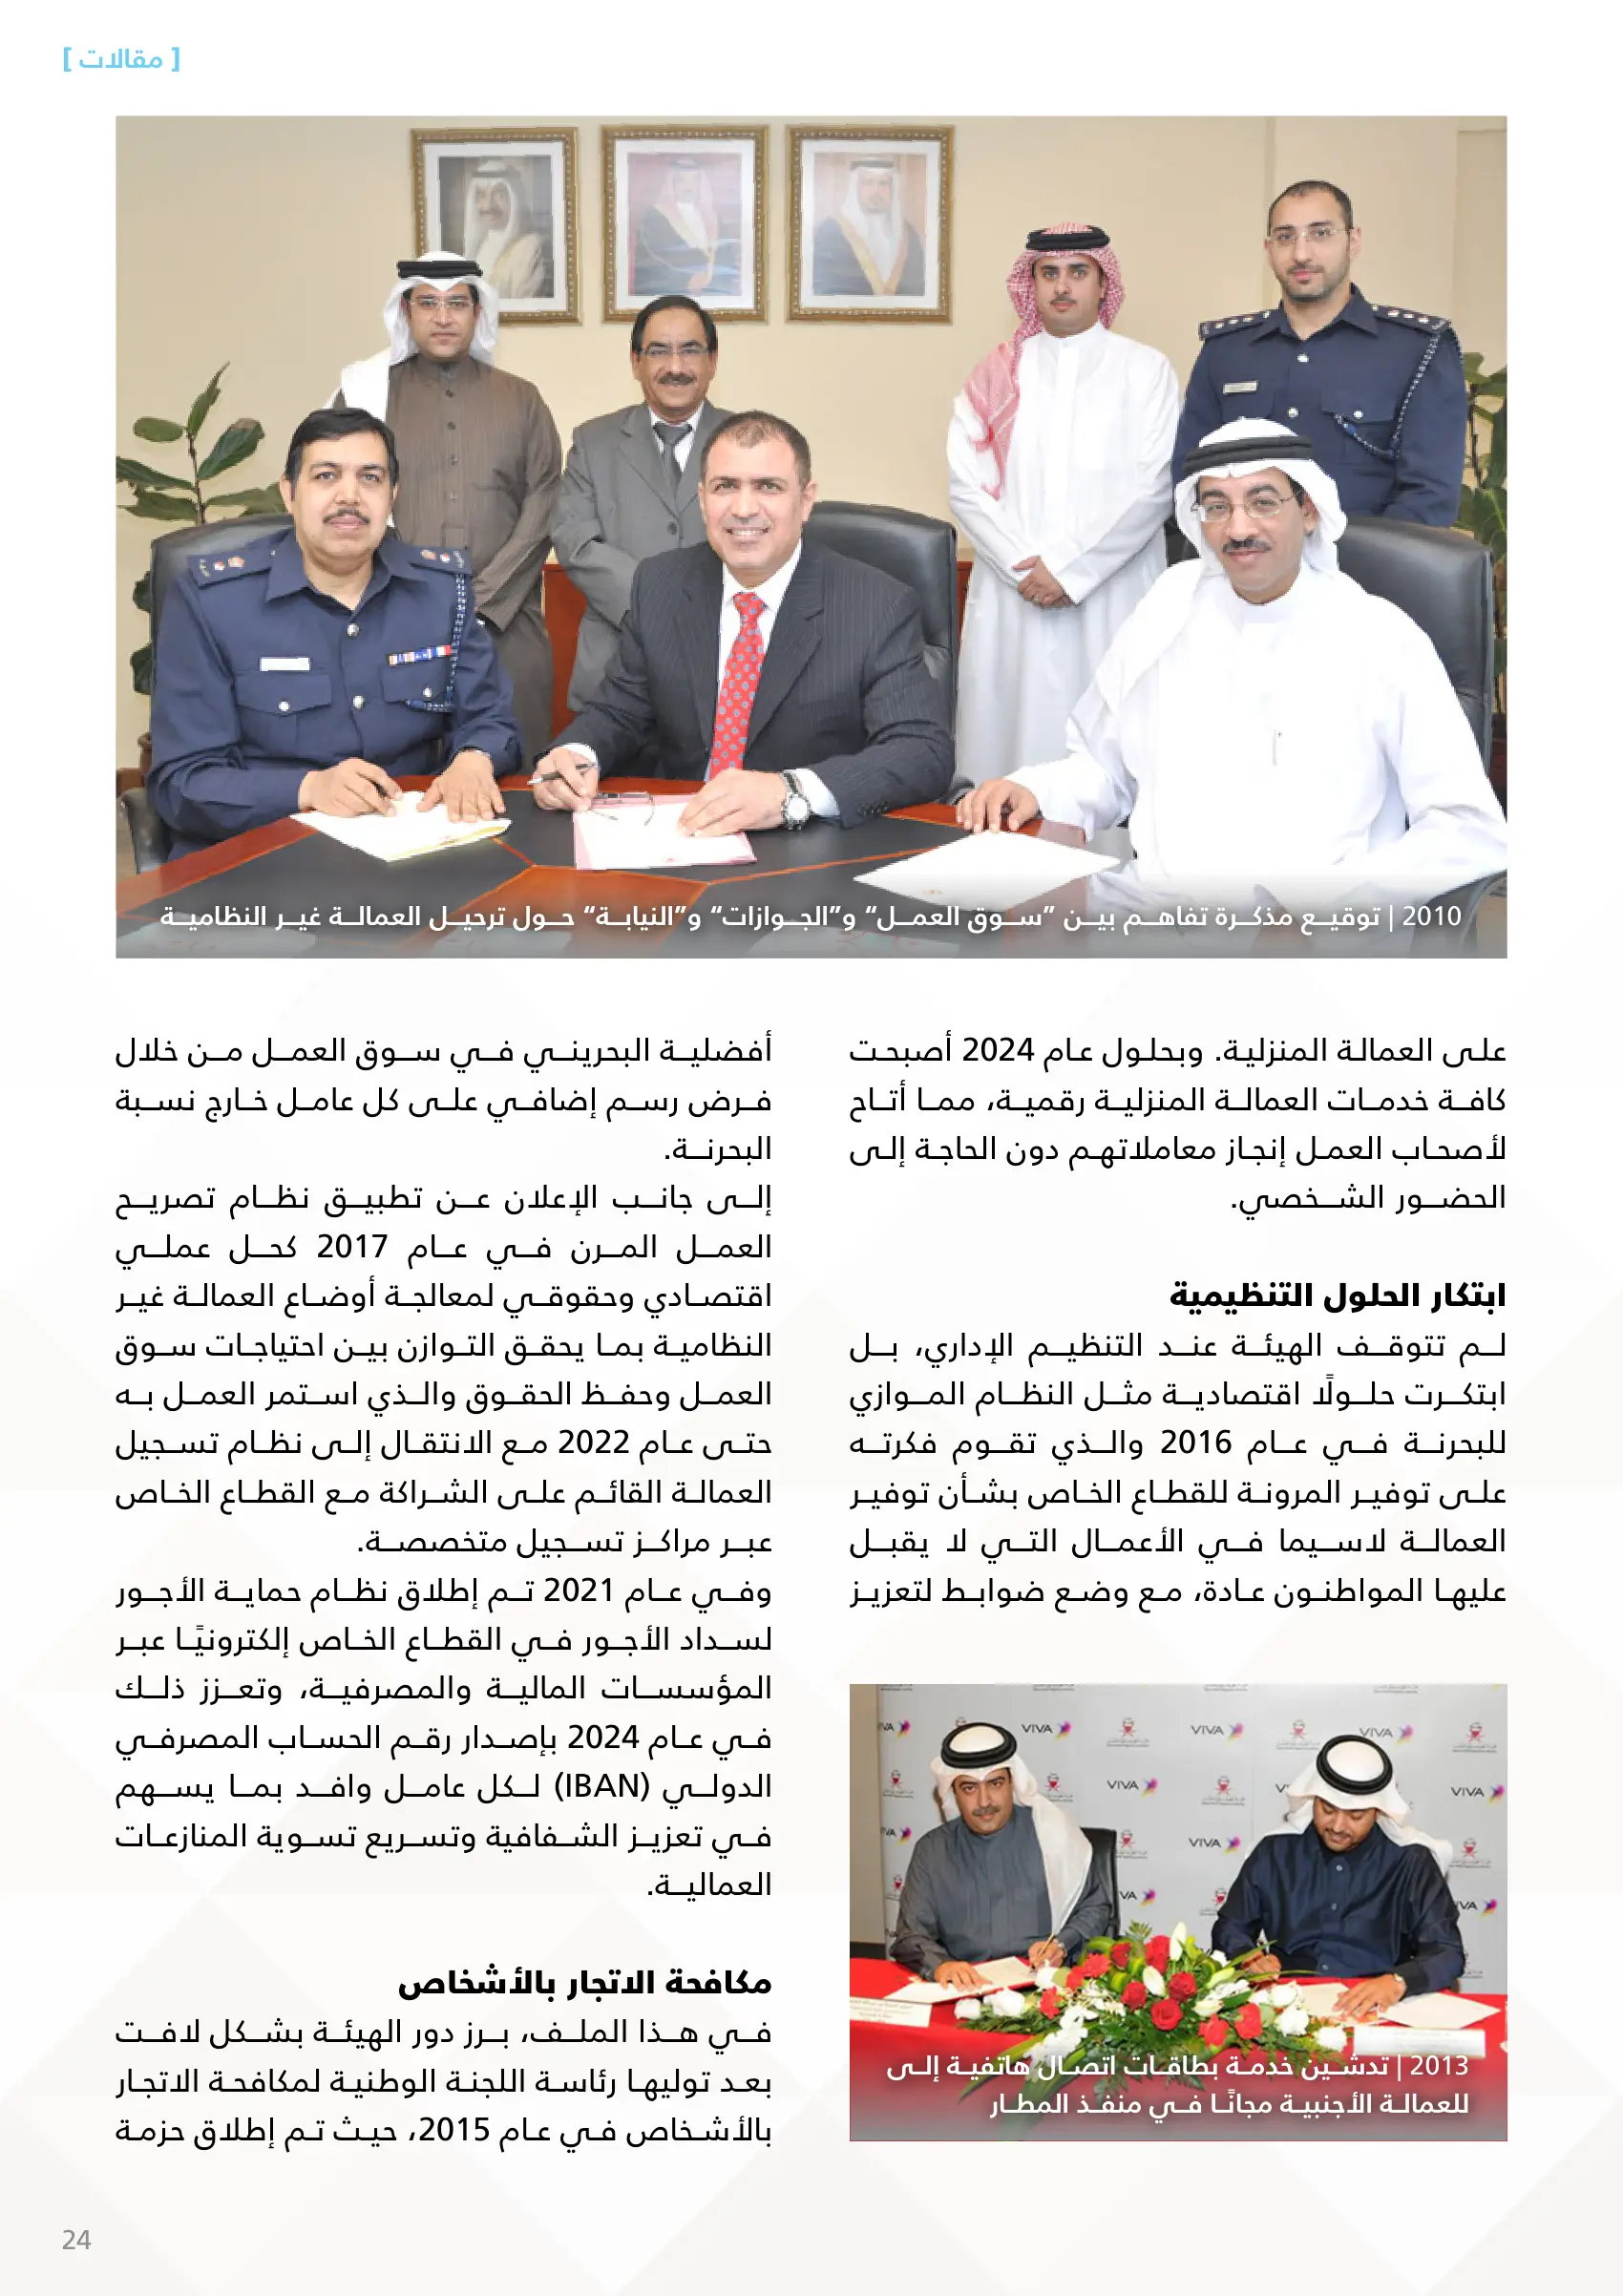 [ مقالات ]
2010 | توقيع مذكرة تفاهم بين ”سوق العمل“ و”الجوازات“ و”النيابة“ حول ترحيل العمالة غير النظامية
على العمالة المنزلية. وبحلول عام 2024 أصبحت
كافة خدمات العمالة المنزلية رقمية، مما أتاح
لأصحاب العمل إنجاز معاملاتهم دون الحاجة إلى
الحضور الشخصي.
ابتكار الحلول التنظيمية
لم تتوقف الهيئة عند التنظيم الإداري، بل
ابتكرت حلولًا اقتصادية مثل النظام الموازي
للبحرنة في عام 2016 والذي تقوم فكرته
على توفير المرونة للقطاع الخاص بشأن توفير
العمالة لاسيما في الأعمال التي لا يقبل
عليها المواطنون عادة، مع وضع ضوابط لتعزيز
VIVA
VIVA
VIVA
VIVA
VIVA
VIVA
2013 | تدشين خدمة بطاقات اتصال هاتفية إلى
للعمالة الأجنبية مجانًا في منفذ المطار
أفضلية البحريني في سوق العمل من خلال
فرض رسم إضافي على كل عامل خارج نسبة
البحرنة.
إلى جانب الإعلان عن تطبيق نظام تصريح
العمل المرن في عام 2017 كحل عملي
اقتصادي وحقوقي لمعالجة أوضاع العمالة غير
النظامية بما يحقق التوازن بين احتياجات سوق
العمل وحفظ الحقوق والذي استمر العمل به
حتى عام 2022 مع الانتقال إلى نظام تسجيل
العمالة القائم على الشراكة مع القطاع الخاص
عبر مراكز تسجيل متخصصة.
وفي عام 2021 تم إطلاق نظام حماية الأجور
لسداد الأجور في القطاع الخاص إلكترونيًا عبر
المؤسسات المالية والمصرفية، وتعزز ذلك
في عام 2024 بإصدار رقم الحساب المصرفي
الدولي (IBAN) لكل عامل وافد بما يسهم
في تعزيز الشفافية وتسريع تسوية المنازعات
العمالية.
مكافحة الاتجار بالأشخاص
في هذا الملف، برز دور الهيئة بشكل لافت
بعد توليها رئاسة اللجنة الوطنية لمكافحة الاتجار
بالأشخاص في عام 2015، حيث تم إطلاق حزمة
24